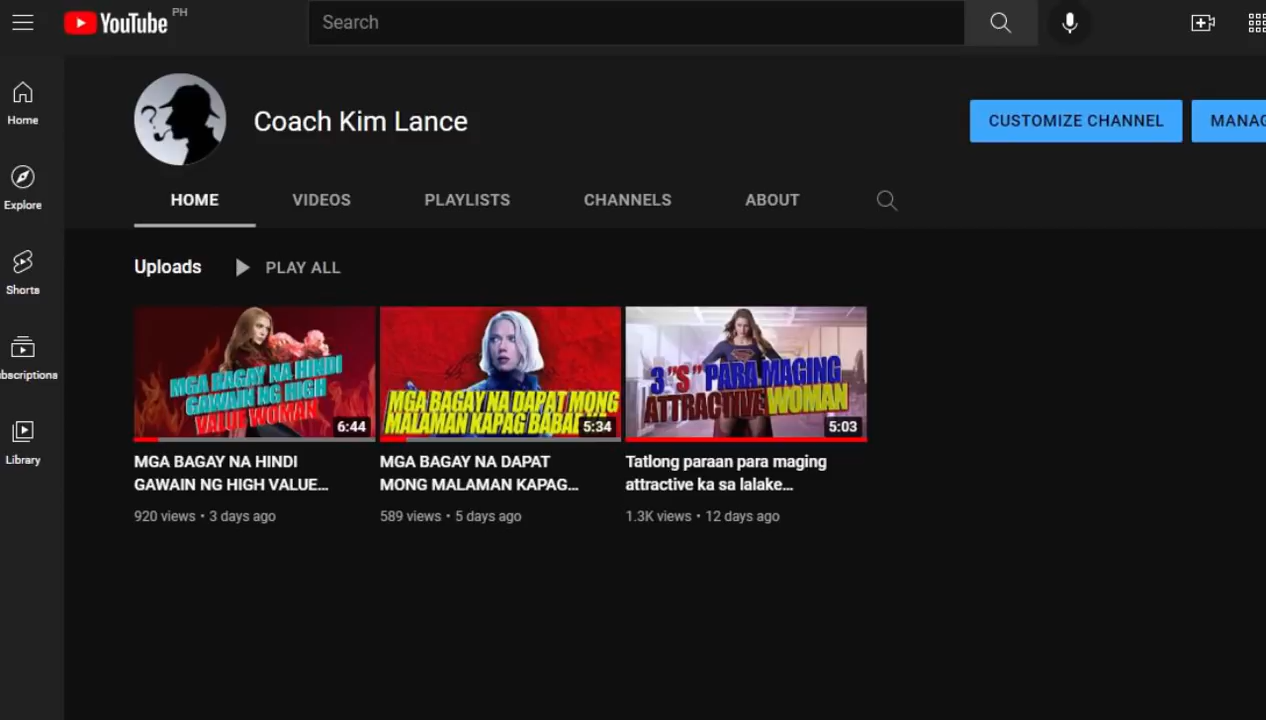 YouTube PH
Search
Home
Explore
Shorts
Library
Coach Kim Lance
CUSTOMIZE CHANNEL
HOME VIDEOS PLAYLISTS CHANNELS ABOUT
Uploads PLAY ALL
MGA BAGAY NA HINDI
GAWAIN NG HIGH
VALUE WOMAN
6:44
MGA BAGAY NA HINDI
GAWAIN NG HIGH VALUE...
920 views • 3 days ago
MGA BAGAY NA DAPAT MONG
MALAMAN KAPAG
5:34
MGA BAGAY NA DAPAT
MONG MALAMAN KAPAG...
589 views • 5 days ago
3 "S" PARA MAGING
ATTRACTIVE WOMAN
5:03
Tatlong paraan para maging
attractive ka sa lalake...
1.3K views • 12 days ago